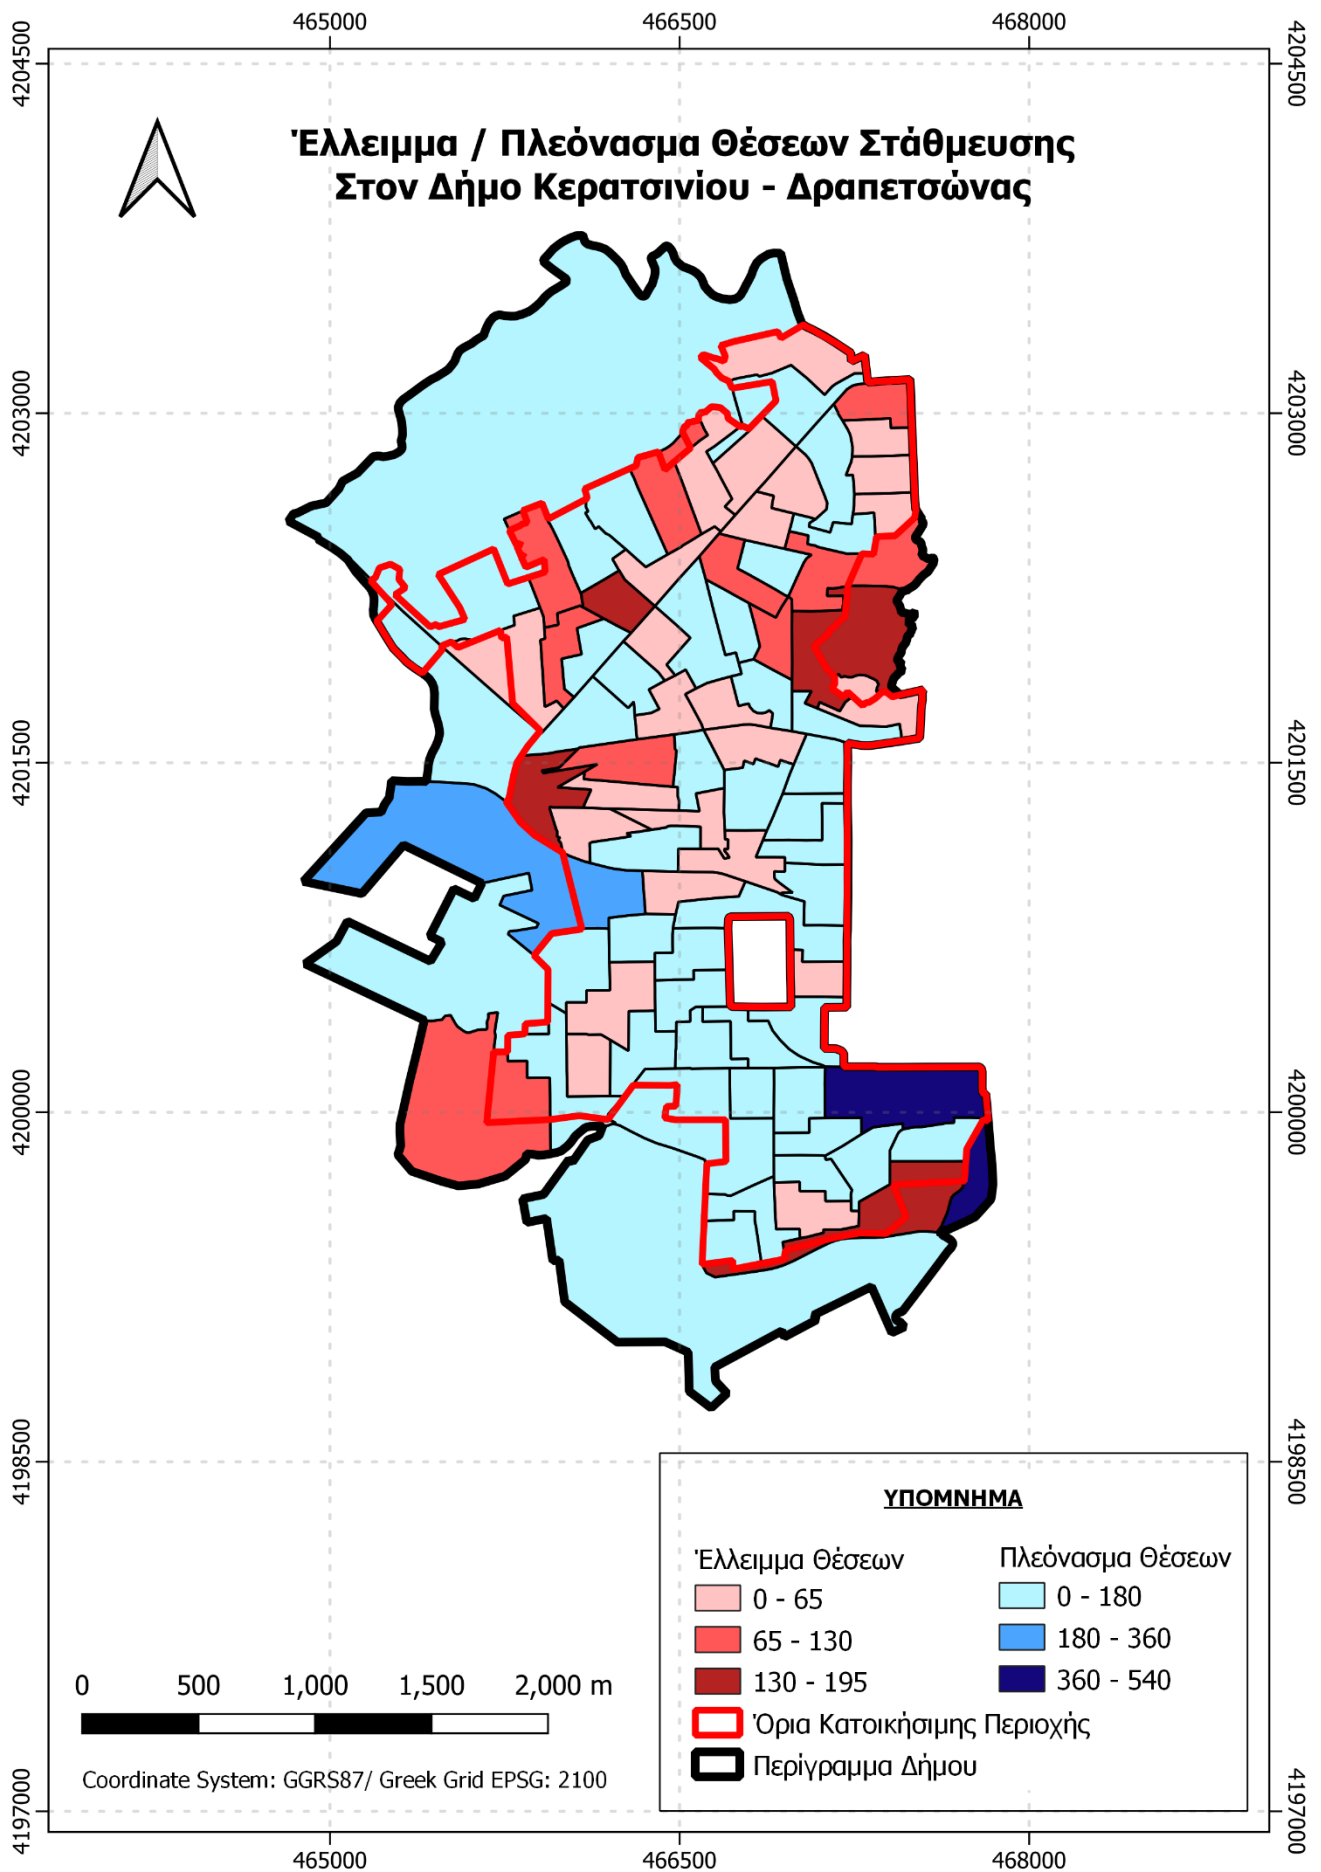 465000 466500 468000
4204500 4204500
Έλλειμμα / Πλεόνασμα Θέσεων Στάθμευσης
Στον Δήμο Κερατσινίου - Δραπετσώνας
4203000 4203000
4201500 4201500
4200000 4200000
4198500 4198500
ΥΠΟΜΝΗΜΑ
Έλλειμμα Θέσεων Πλεόνασμα Θέσεων
0 - 65 0 - 180
65 - 130 180 - 360
130 - 195 360 - 540
Όρια Κατοικήσιμης Περιοχής
Περίγραμμα Δήμου
0 500 1,000 1,500 2,000 m
Coordinate System: GGRS87/ Greek Grid EPSG: 2100
4197000 4197000
465000 466500 468000